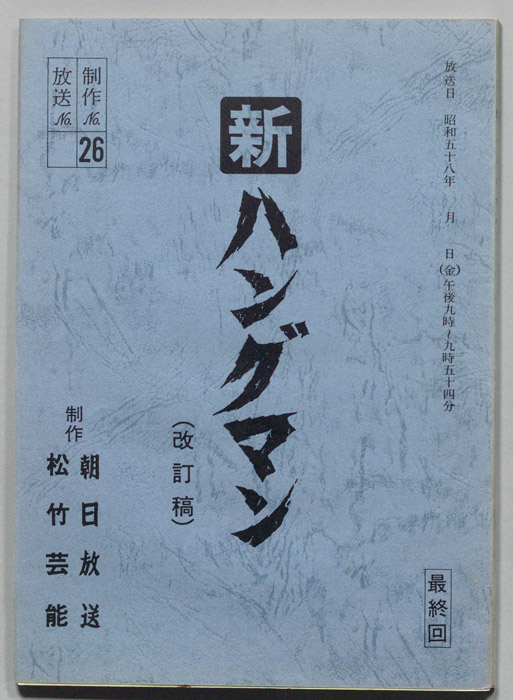 放送日 昭和五十八年 月 日(金)午後九時~九時五十四分
新
ハングマン
(改訂稿)
制作No. 26
放送No.
制作
朝日放送
松竹芸能
最終回